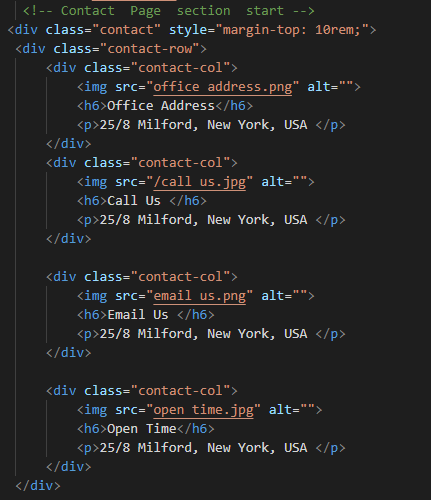 <!-- Contact  Page  section  start -->
<div class="contact" style="margin-top: 10rem;">
<div class="contact-row">
<div class="contact-col">
<img src="office address.png" alt="">
<h6>Office Address</h6>
<p>25/8 Milford, New York, USA </p>
</div>
<div class="contact-col">
<img src="/call us.jpg" alt="">
<h6>Call Us </h6>
<p>25/8 Milford, New York, USA </p>
</div>
<div class="contact-col">
<img src="email us.png" alt="">
<h6>Email Us </h6>
<p>25/8 Milford, New York, USA </p>
</div>
<div class="contact-col">
<img src="open time.jpg" alt="">
<h6>Open Time</h6>
<p>25/8 Milford, New York, USA </p>
</div>
</div>